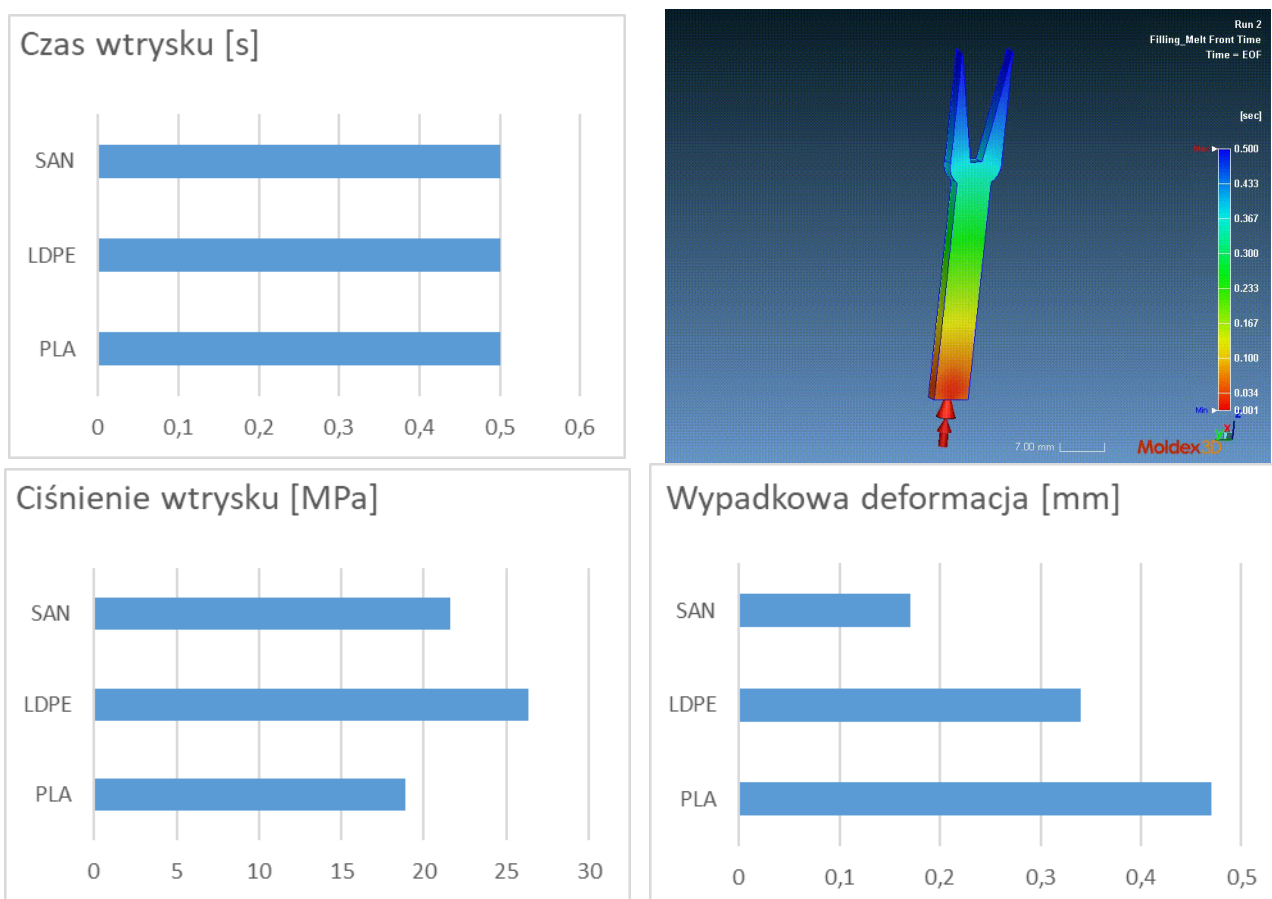 Czas wtrysku [s]
SAN
LDPE
PLA
0 0,1 0,2 0,3 0,4 0,5 0,6
Run 2
Filling_Melt Front Time
Time = EOF
[sec]
Max
0.500
0.433
0.367
0.300
0.233
0.167
0.100
0.034
Min 0.001
Z
X
7.00 mm
Moldex3D
Ciśnienie wtrysku [MPa]
SAN
LDPE
PLA
0 5 10 15 20 25 30
Wypadkowa deformacja [mm]
SAN
LDPE
PLA
0 0,1 0,2 0,3 0,4 0,5